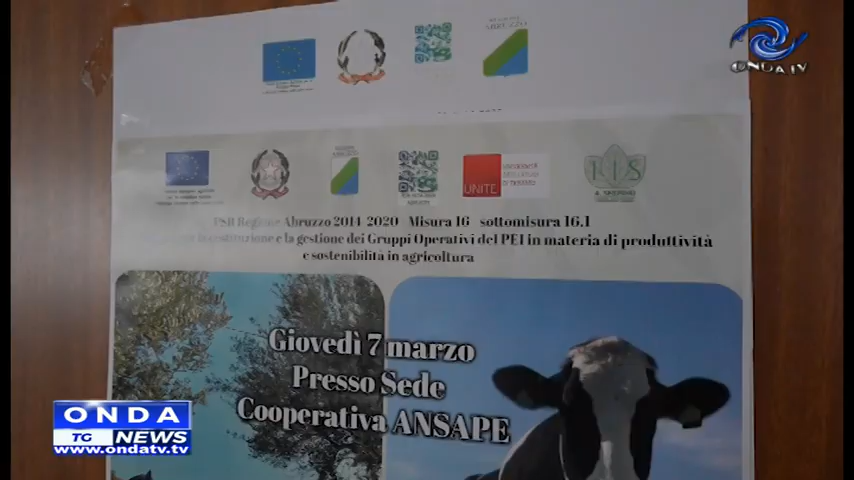 ONDA TV
UNITE
IIS
PSR Regione Abruzzo 2014-2020 Misura 16 sottomisura 16.1
e la gestione dei Gruppi Operativi del PEI in materia di produttività
e sostenibilità in agricoltura
Giovedì 7 marzo
Presso Sede
Cooperativa ANSAPE
ONDA
TG NEWS
www.ondatv.tv